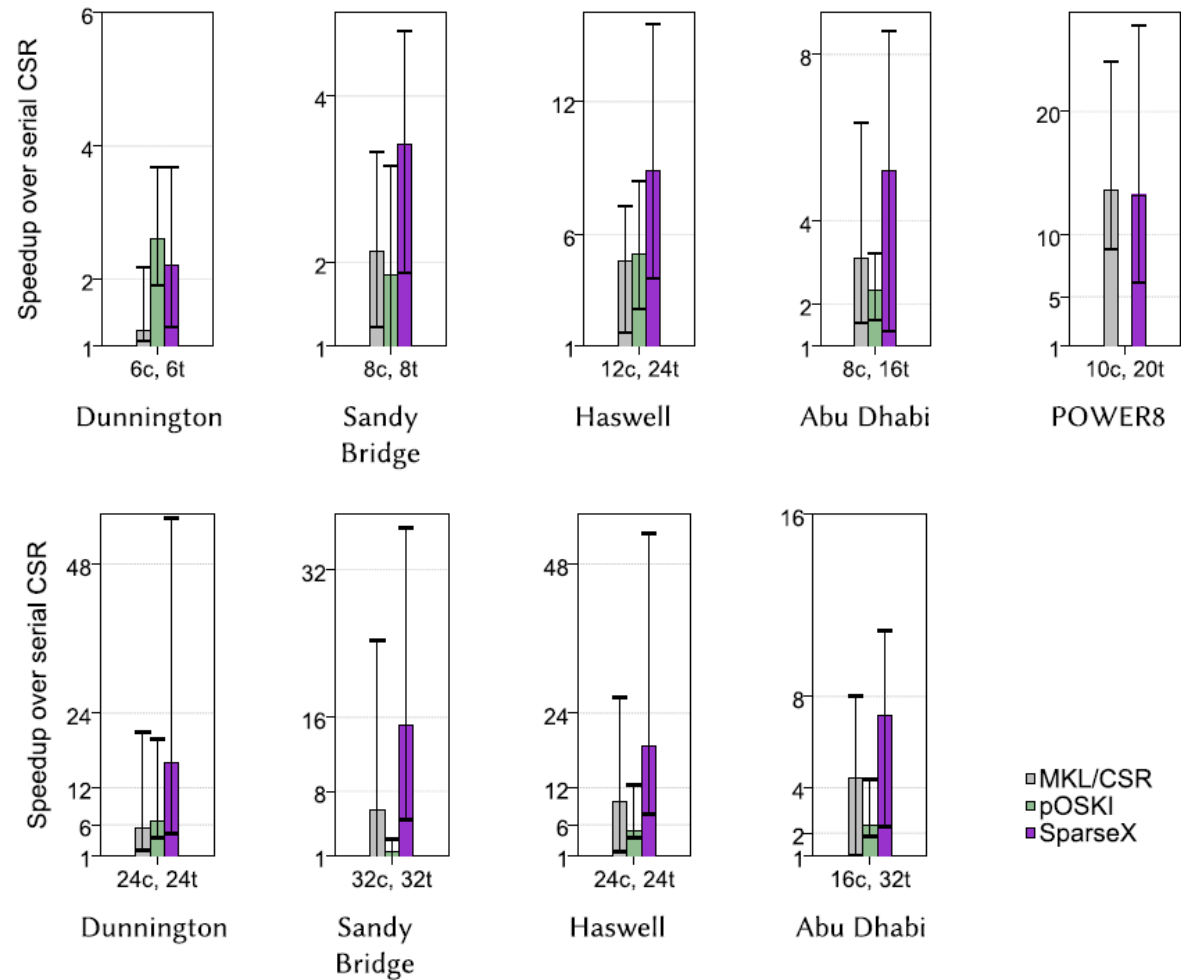 Speedup over serial CSR
6
4
2
1
6c, 6t
Dunnington
4
2
1
8c, 8t
Sandy
Bridge
12
6
1
12c, 24t
Haswell
8
4
2
1
8c, 16t
Abu Dhabi
20
10
5
1
10c, 20t
POWER8
Speedup over serial CSR
48
24
12
6
1
24c, 24t
Dunnington
32
16
8
1
32c, 32t
Sandy
Bridge
48
24
12
6
1
24c, 24t
Haswell
16
8
4
2
1
16c, 32t
Abu Dhabi
MKL/CSR
pOSKI
SparseX